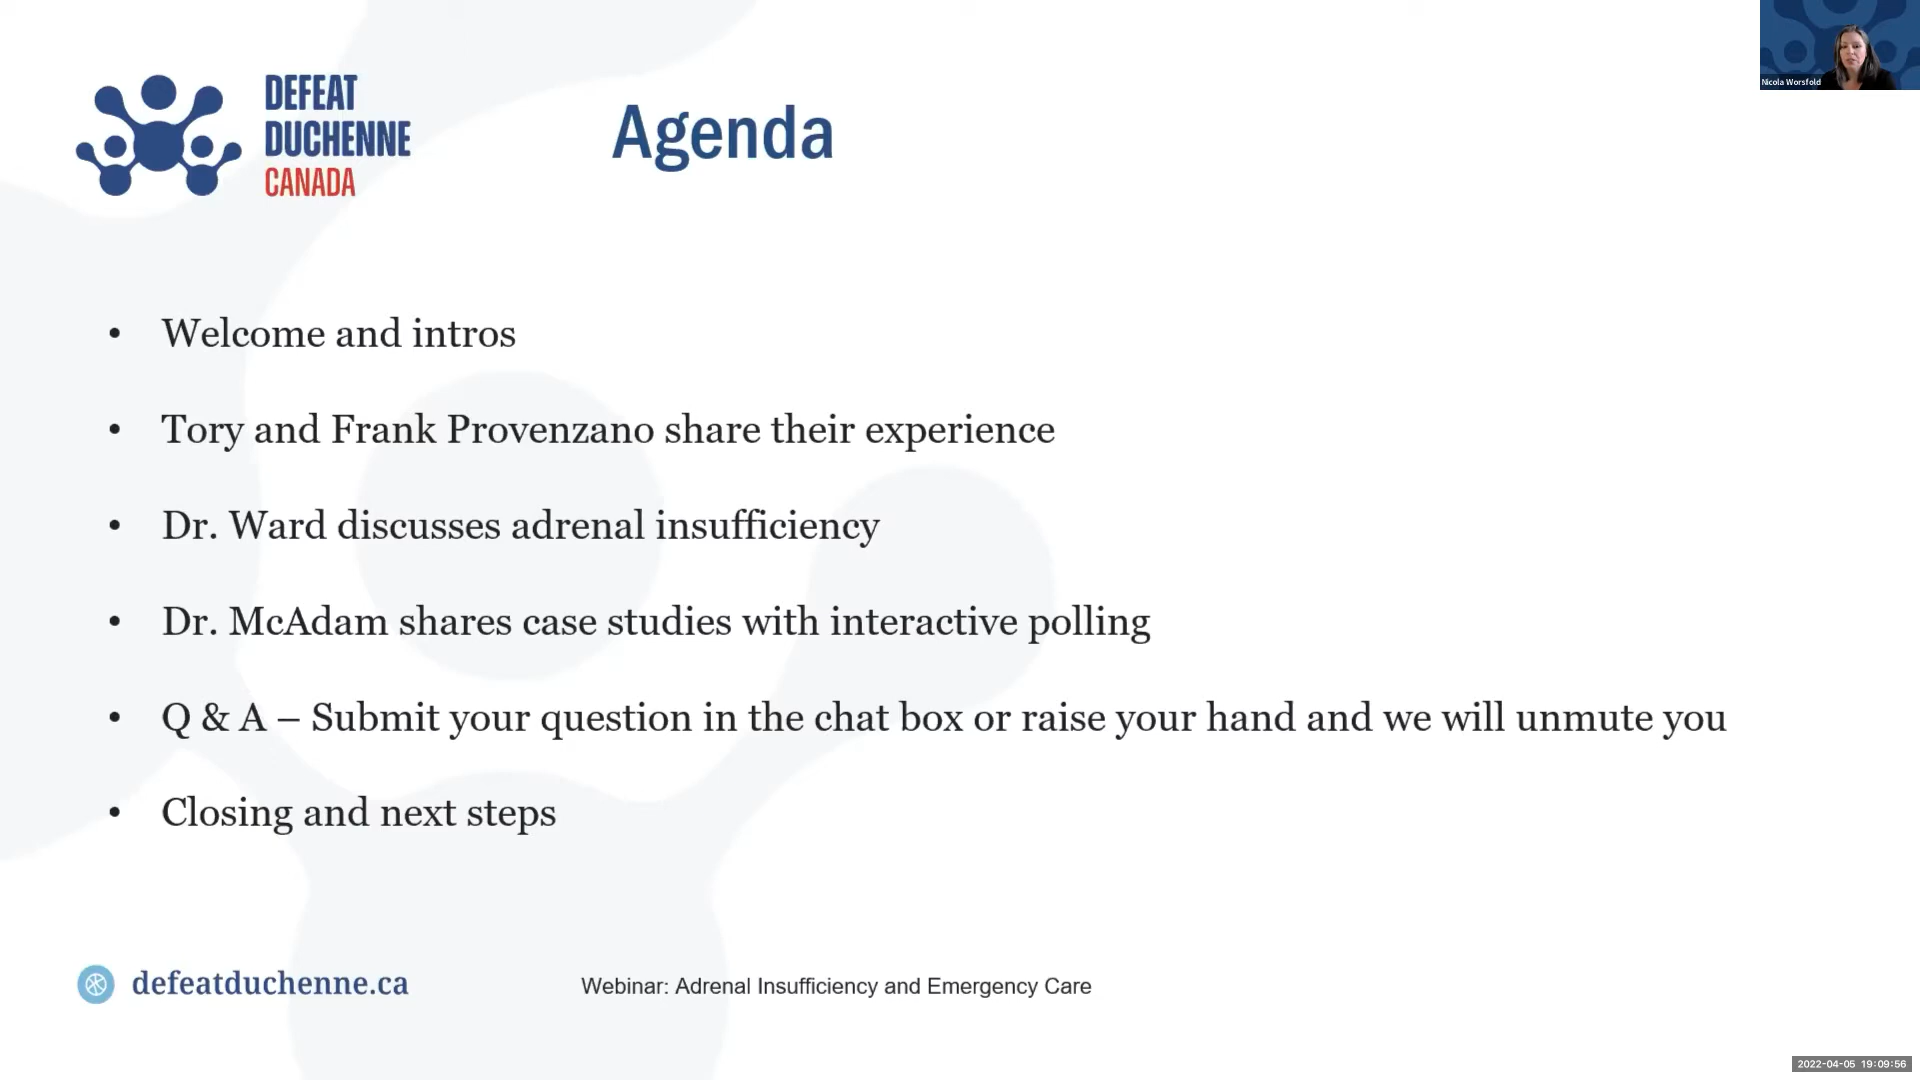 DEFEAT
DUCHENNE
CANADA
Agenda
Nicola Worsfold
• Welcome and intros
• Tory and Frank Provenzano share their experience
• Dr. Ward discusses adrenal insufficiency
• Dr. McAdam shares case studies with interactive polling
• Q & A – Submit your question in the chat box or raise your hand and we will unmute you
• Closing and next steps
defeatduchenne.ca
Webinar: Adrenal Insufficiency and Emergency Care
2022-04-05 19:09:56